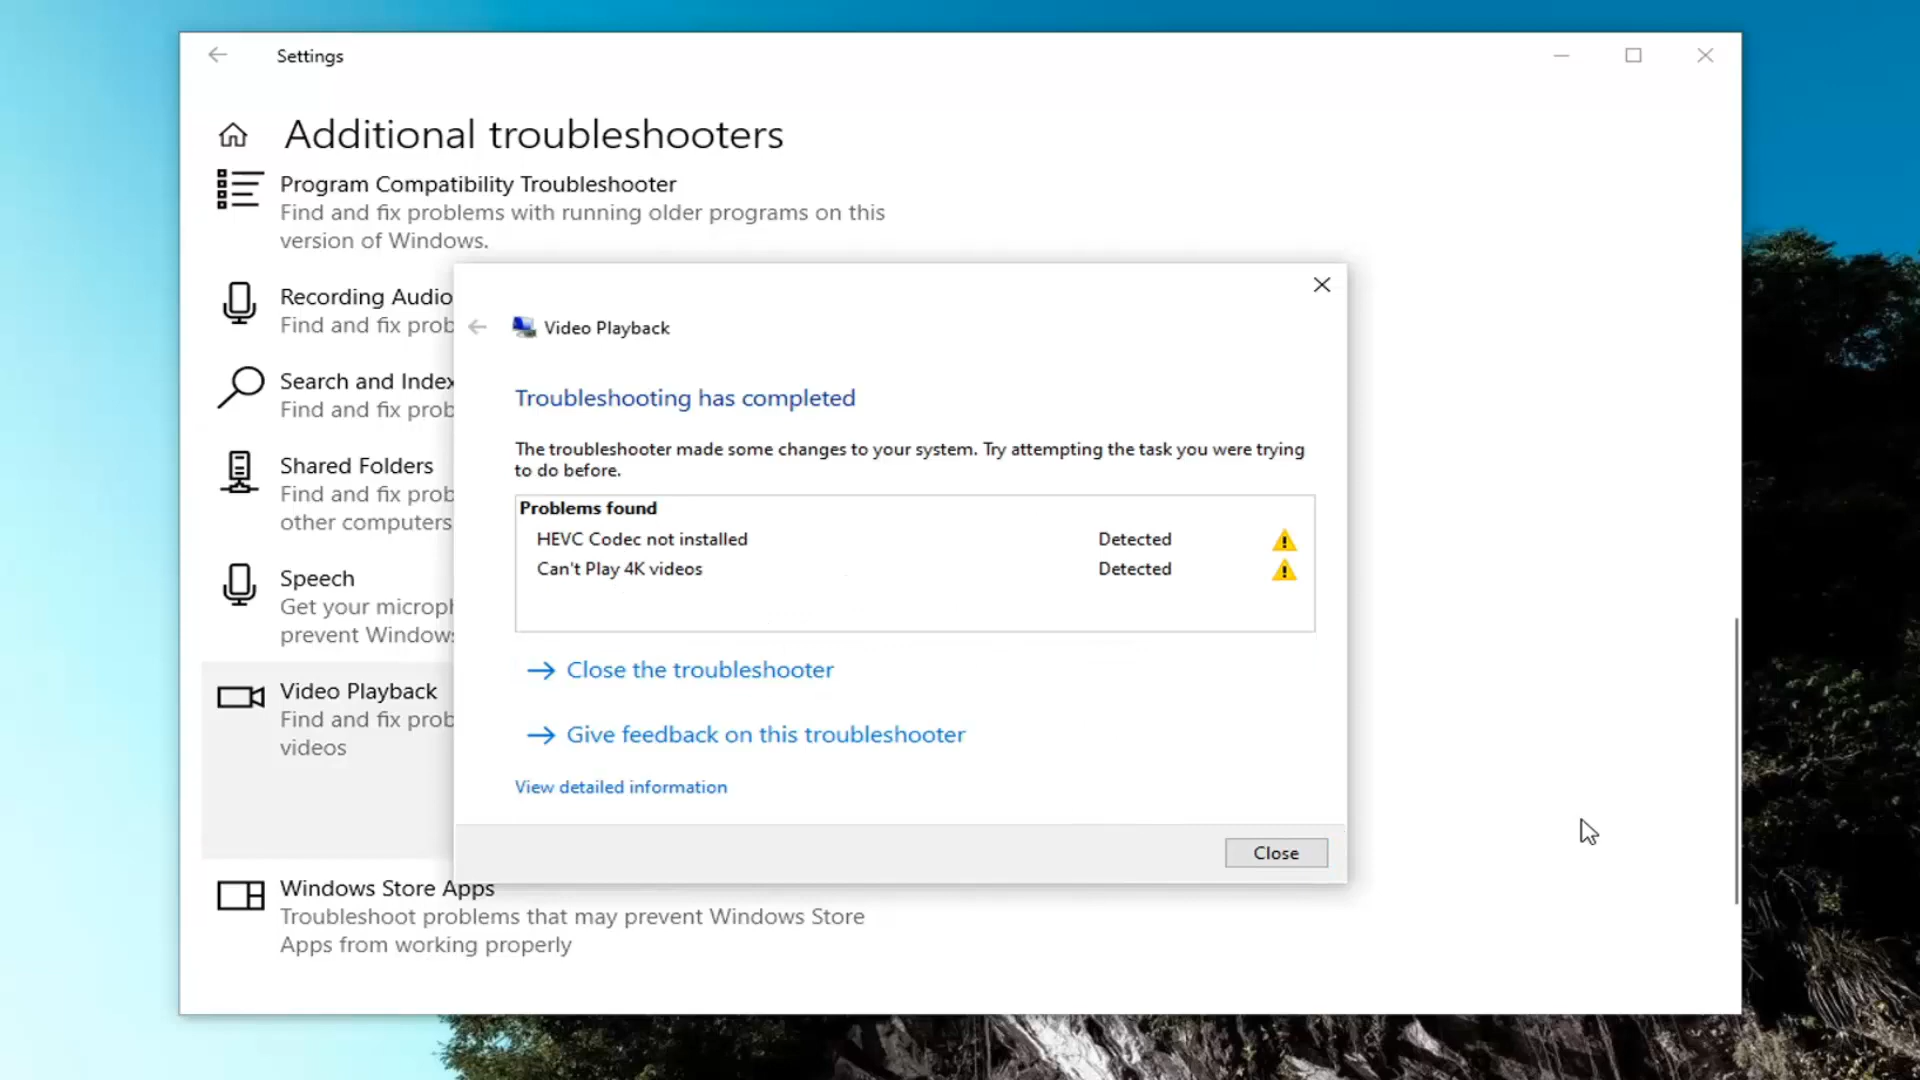 Settings
Additional troubleshooters
Program Compatibility Troubleshooter
Find and fix problems with running older programs on this
version of Windows.
Recording Audio
Find and fix prob
Search and Index
Find and fix prob
Shared Folders
Find and fix prob
other computers
Speech
Get your microph
prevent Windows
Video Playback
Find and fix prob
videos
Windows Store Apps
Troubleshoot problems that may prevent Windows Store
Apps from working properly
Video Playback
Troubleshooting has completed
The troubleshooter made some changes to your system. Try attempting the task you were trying
to do before.
Problems found
HEVC Codec not installed Detected
Can't Play 4K videos Detected
Close the troubleshooter
Give feedback on this troubleshooter
View detailed information
Close